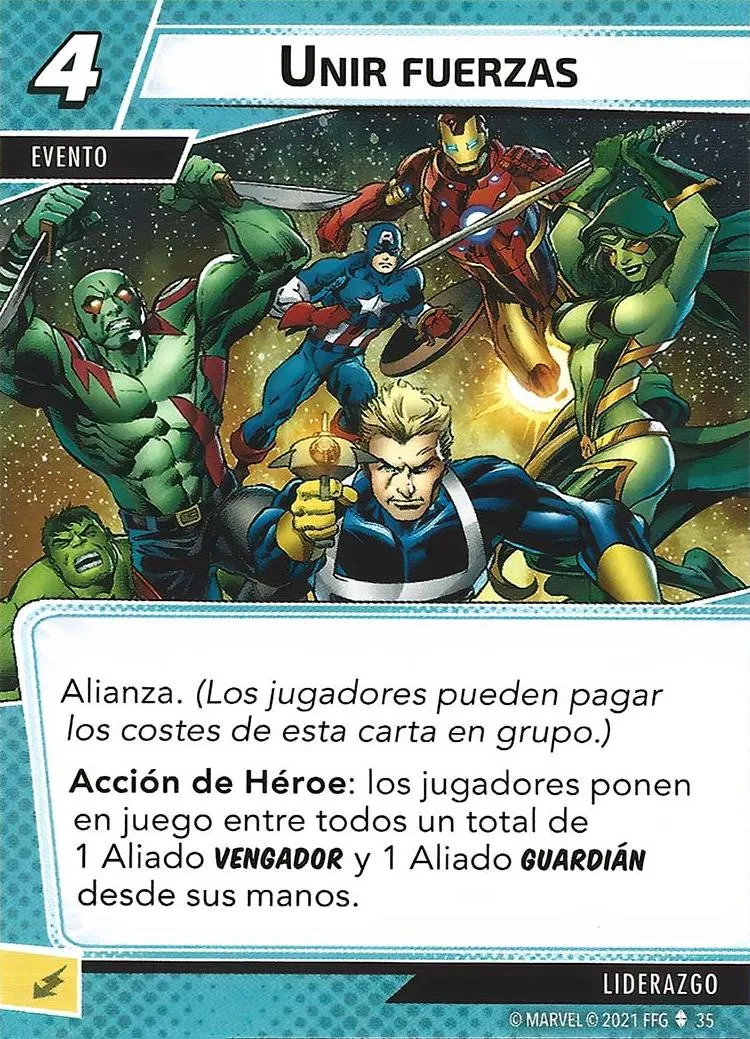 4
UNIR FUERZAS
EVENTO
Alianza. (Los jugadores pueden pagar
los costes de esta carta en grupo.)
Acción de Héroe: los jugadores ponen
en juego entre todos un total de
1 Aliado VENGADOR y 1 Aliado GUARDIÁN
desde sus manos.
LIDERAZGO
© MARVEL © 2021 FFG 35